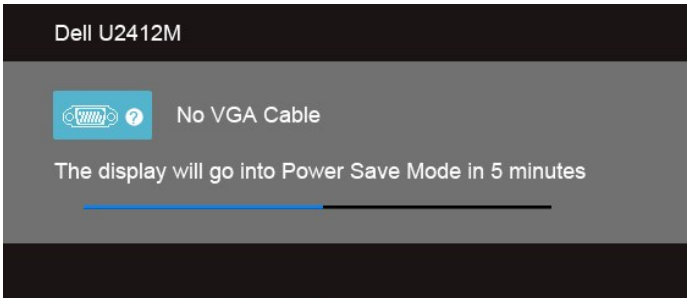 Dell U2412M
No VGA Cable
The display will go into Power Save Mode in 5 minutes